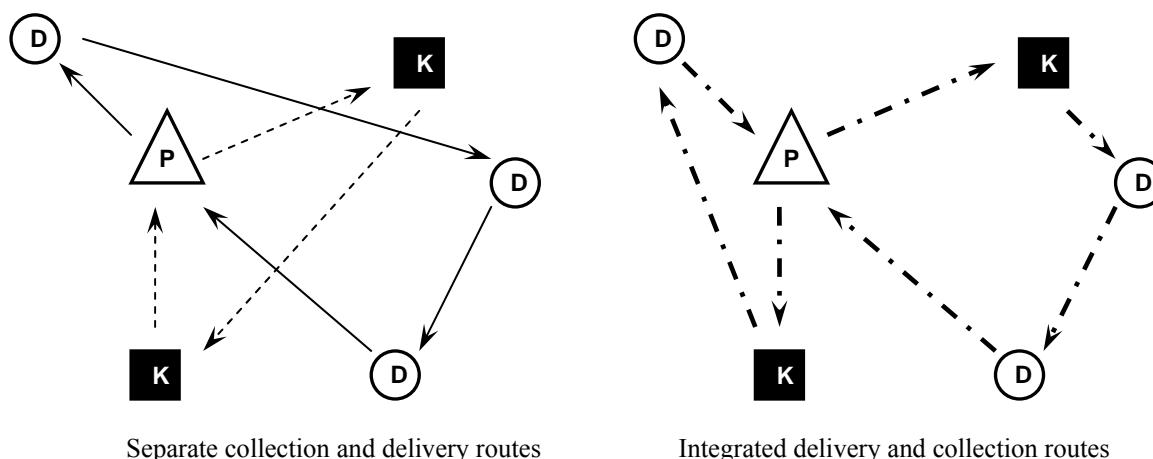 D
K
P
D
K
D
Separate collection and delivery routes
D
K
P
D
K
D
Integrated delivery and collection routes